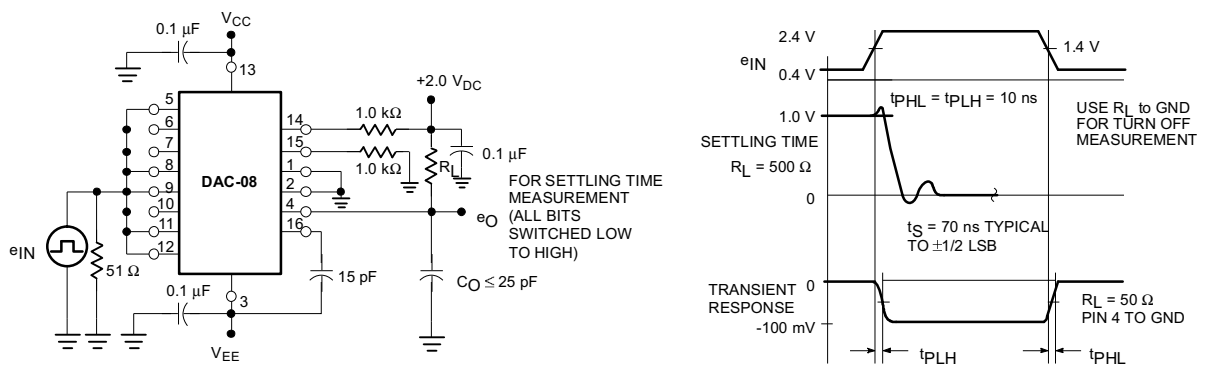 VCC
0.1 µF
13
5
6
7
8
9
10
11
12
DAC-08
14
15
1
2
4
16
3
1.0 kΩ
1.0 kΩ
+2.0 VDC
RL
0.1 µF
eO
FOR SETTLING TIME
MEASUREMENT
(ALL BITS
SWITCHED LOW
TO HIGH)
eIN
51 Ω
0.1 µF
VEE
15 pF
CO ≤ 25 pF
2.4 V
eIN
0.4 V
1.4 V
tPHL = tPLH = 10 ns
USE RL to GND
FOR TURN OFF
MEASUREMENT
1.0 V
SETTLING TIME
RL = 500 Ω
0
tS = 70 ns TYPICAL
TO ±1/2 LSB
0
TRANSIENT
RESPONSE
-100 mV
RL = 50 Ω
PIN 4 TO GND
tPLH
tPHL